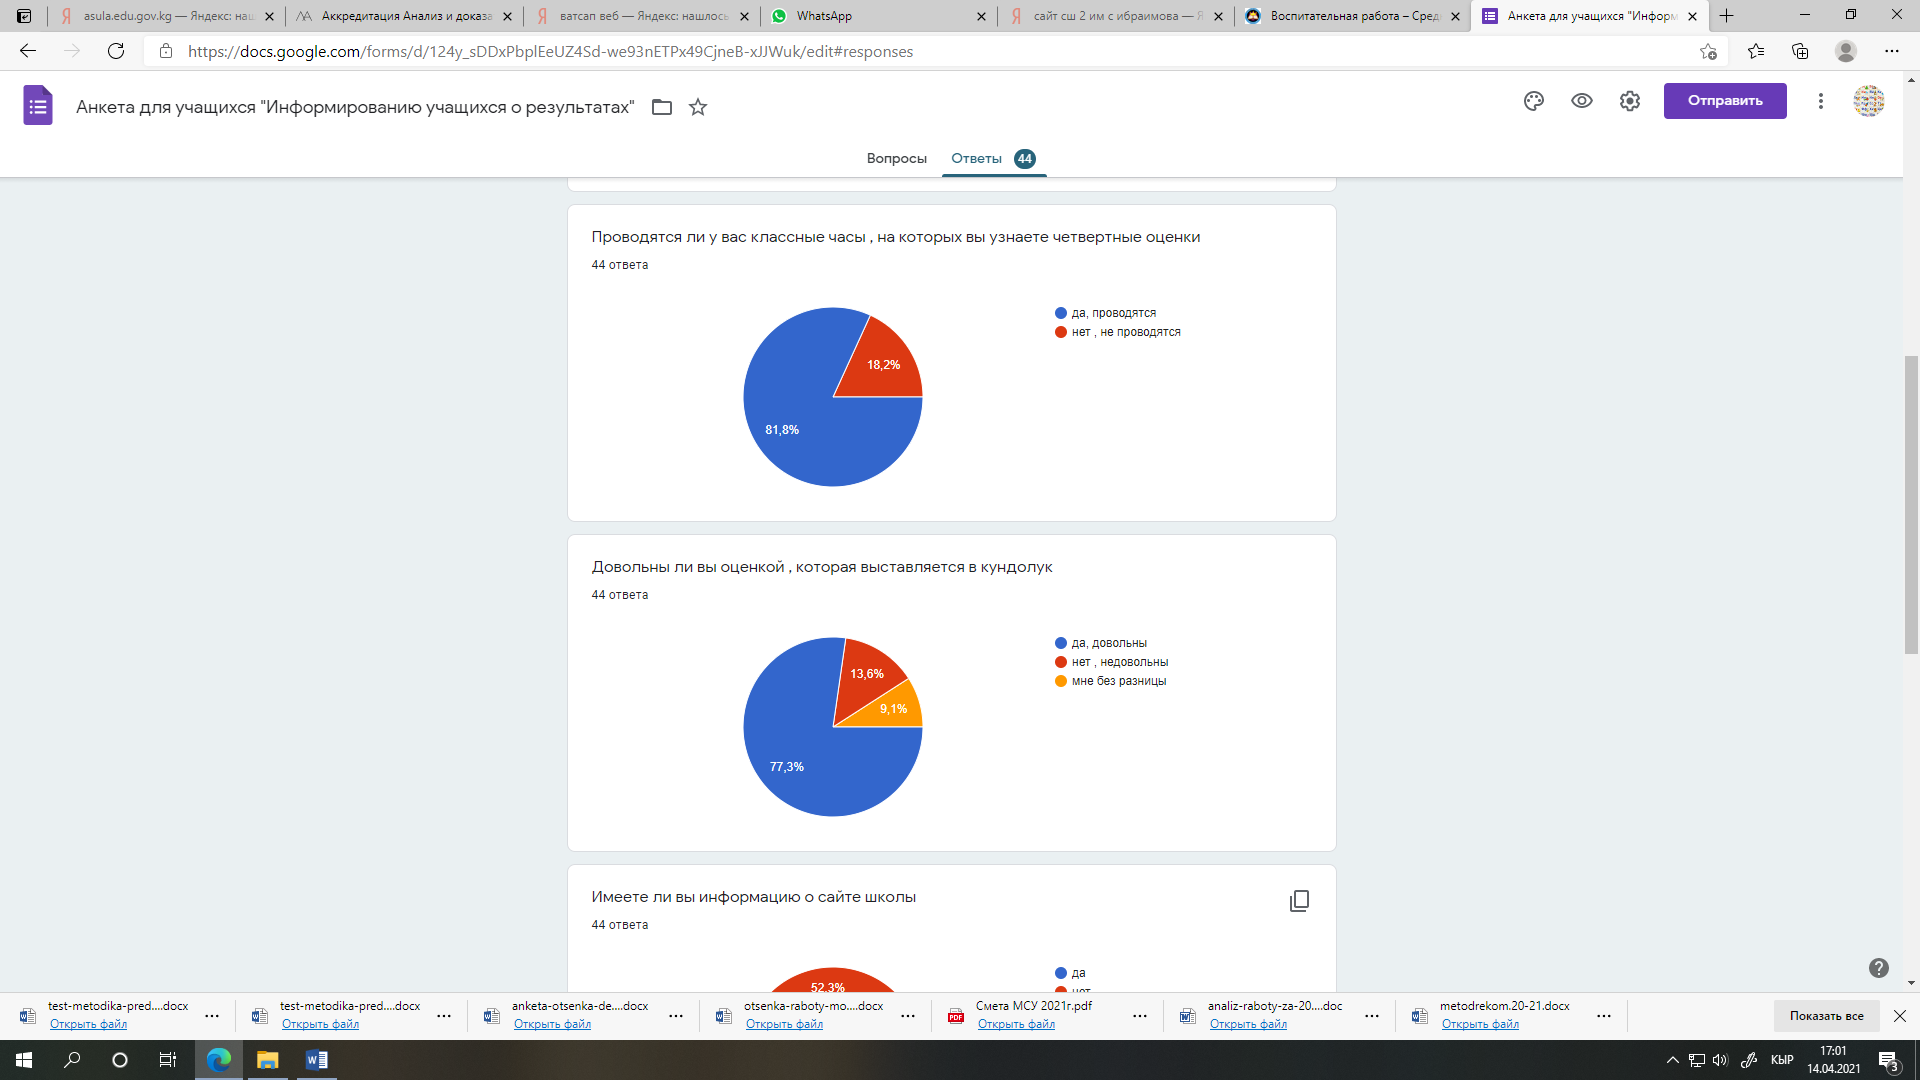 asula.edu.gov.kg — Яндекс: наш
Аккредитация Анализ и доказа
ватсап веб — Яндекс: нашлось
WhatsApp
сайт сш 2 им с ибраимова — Я
Воспитательная работа – Сред
Анкета для учащихся "Информ
https://docs.google.com/forms/d/124y_sDDxPbplEeUZ4Sd-we93nETPx49CjneB-xJJWuk/edit#responses
Анкета для учащихся "Информированию учащихся о результатах"
Отправить
Вопросы
Ответы 44
Проводятся ли у вас классные часы , на которых вы узнаете четвертные оценки
44 ответа
да, проводятся
нет , не проводятся
18,2%
81,8%
Довольны ли вы оценкой , которая выставляется в кундолук
44 ответа
да, довольны
нет , недовольны
мне без разницы
13,6%
9,1%
77,3%
Имеете ли вы информацию о сайте школы
44 ответа
да
нет
52,3%
test-metodika-pred....docx
Открыть файл
test-metodika-pred....docx
Открыть файл
anketa-otsenka-de....docx
Открыть файл
otsenka-raboty-mo....docx
Открыть файл
Смета МСУ 2021г.pdf
Открыть файл
analiz-raboty-za-20....doc
Открыть файл
metodrekom.20-21.docx
Открыть файл
Показать все
КЫР
17:01
14.04.2021
3